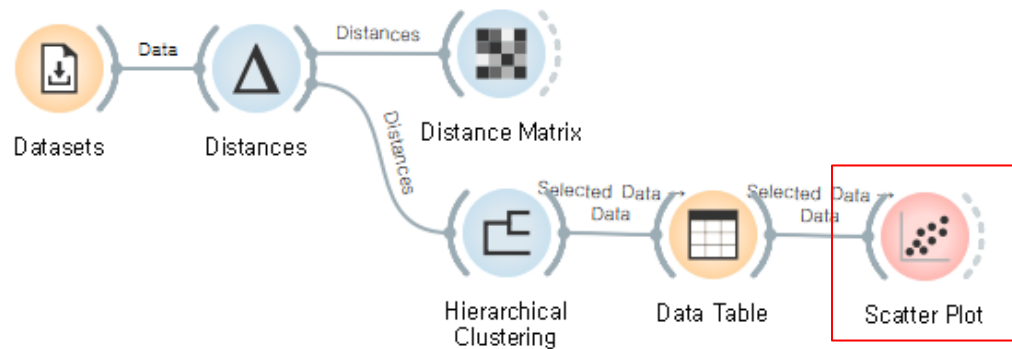 Data
Distances
Datasets
Distances
Distance Matrix
Distances
Selected Data →
Data
Selected Data →
Data
Hierarchical
Clustering
Data Table
Scatter Plot